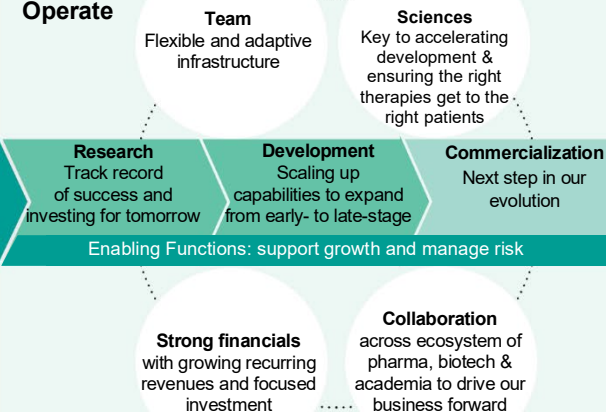 Operate
Team
Flexible and adaptive
infrastructure
Sciences
Key to accelerating
development &
ensuring the right
therapies get to the
right patients
Research
Track record
of success and
investing for tomorrow
Development
Scaling up
capabilities to expand
from early- to late-stage
Commercialization
Next step in our
evolution
Enabling Functions: support growth and manage risk
Strong financials
with growing recurring
revenues and focused
investment
Collaboration
across ecosystem of
pharma, biotech &
academia to drive our
business forward